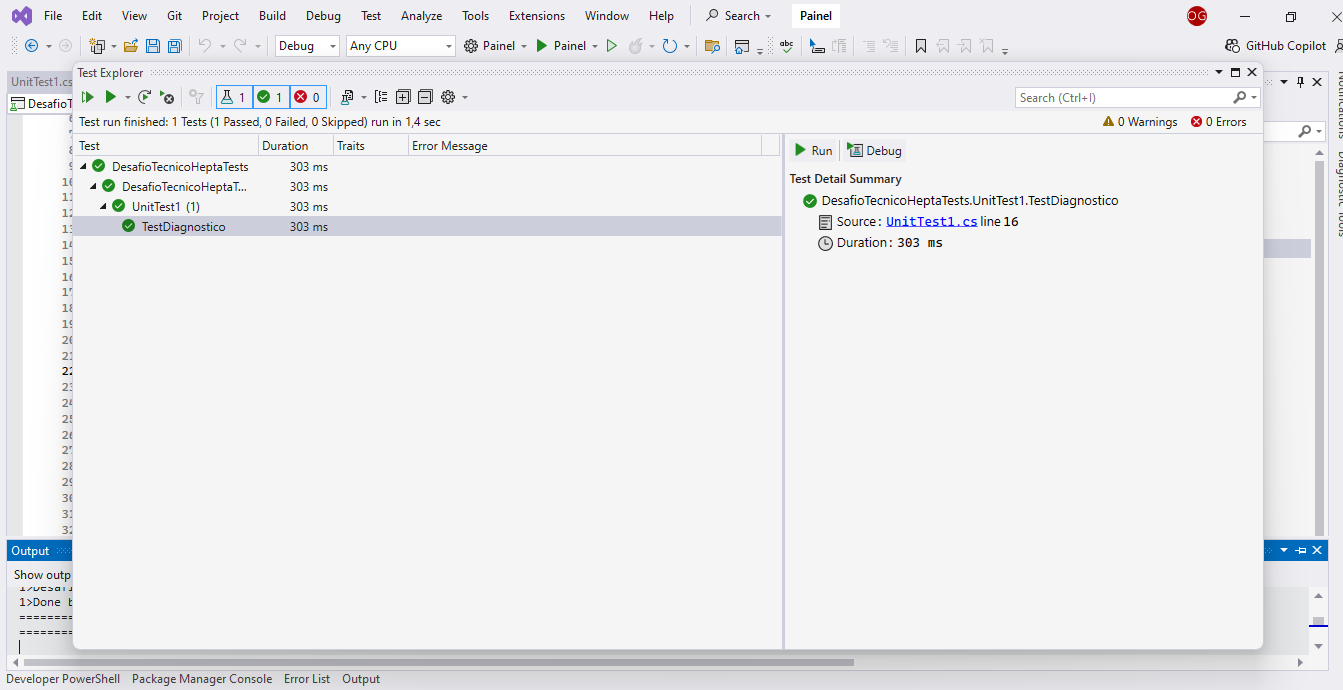 File Edit View Git Project Build Debug Test Analyze Tools Extensions Window Help Search Painel OG
Debug Any CPU Painel Painel abc GitHub Copilot
UnitTest1.cs Test Explorer
DesafioT 1 1 0 Search (Ctrl+I)
Test run finished: 1 Tests (1 Passed, 0 Failed, 0 Skipped) run in 1,4 sec 0 Warnings 0 Errors
Test Duration Traits Error Message
Run Debug
DesafioTecnicoHeptaTests 303 ms
DesafioTecnicoHeptaT... 303 ms
UnitTest1 (1) 303 ms
TestDiagnostico 303 ms
Test Detail Summary
DesafioTecnicoHeptaTests.UnitTest1.TestDiagnostico
Source: UnitTest1.cs line 16
Duration: 303 ms
Notifications
Diagnostic Tools
10
11
12
13
14
15
16
17
18
19
20
21
22
23
24
25
26
27
28
29
30
31
32
Output
Show outp
1>Desafi
1>Done b
=========
=========
Developer PowerShell Package Manager Console Error List Output